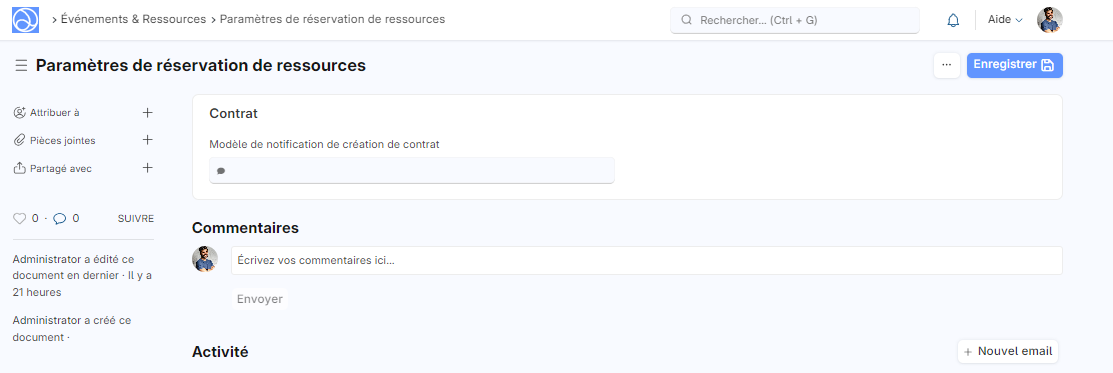 Événements & Ressources
Paramètres de réservation de ressources
Rechercher... (Ctrl + G)
Aide
Paramètres de réservation de ressources
...
Enregistrer
Attribuer à
Pièces jointes
Partagé avec
0 · 0
SUIVRE
Administrator a édité ce
document en dernier · Il y a
21 heures
Administrator a créé ce
document ·
Contrat
Modèle de notification de création de contrat
Commentaires
Écrivez vos commentaires ici...
Envoyer
Activité
+ Nouvel email